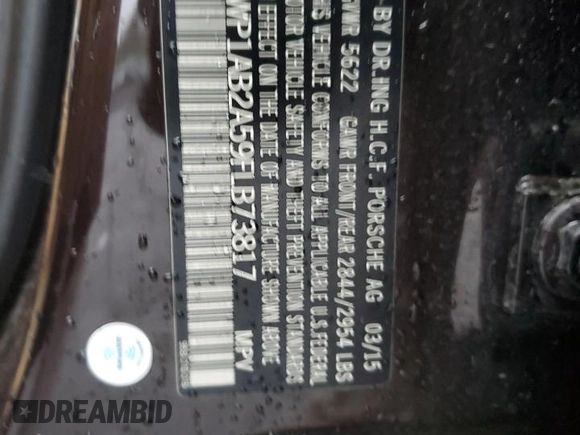 BY DR.ING H.C.F. PORSCHE AG 03/15
GVWR 5622 GAWR FRONT/REAR 2844/2954 LBS
THIS VEHICLE CONFORMS TO ALL APPLICABLE U.S. FEDERAL
MOTOR VEHICLE SAFETY AND THEFT PREVENTION STANDARDS
EFFECT ON THE DATE OF MANUFACTURE SHOWN ABOVE
WP1AB2A59FLB73817 MPV
DREAMBID